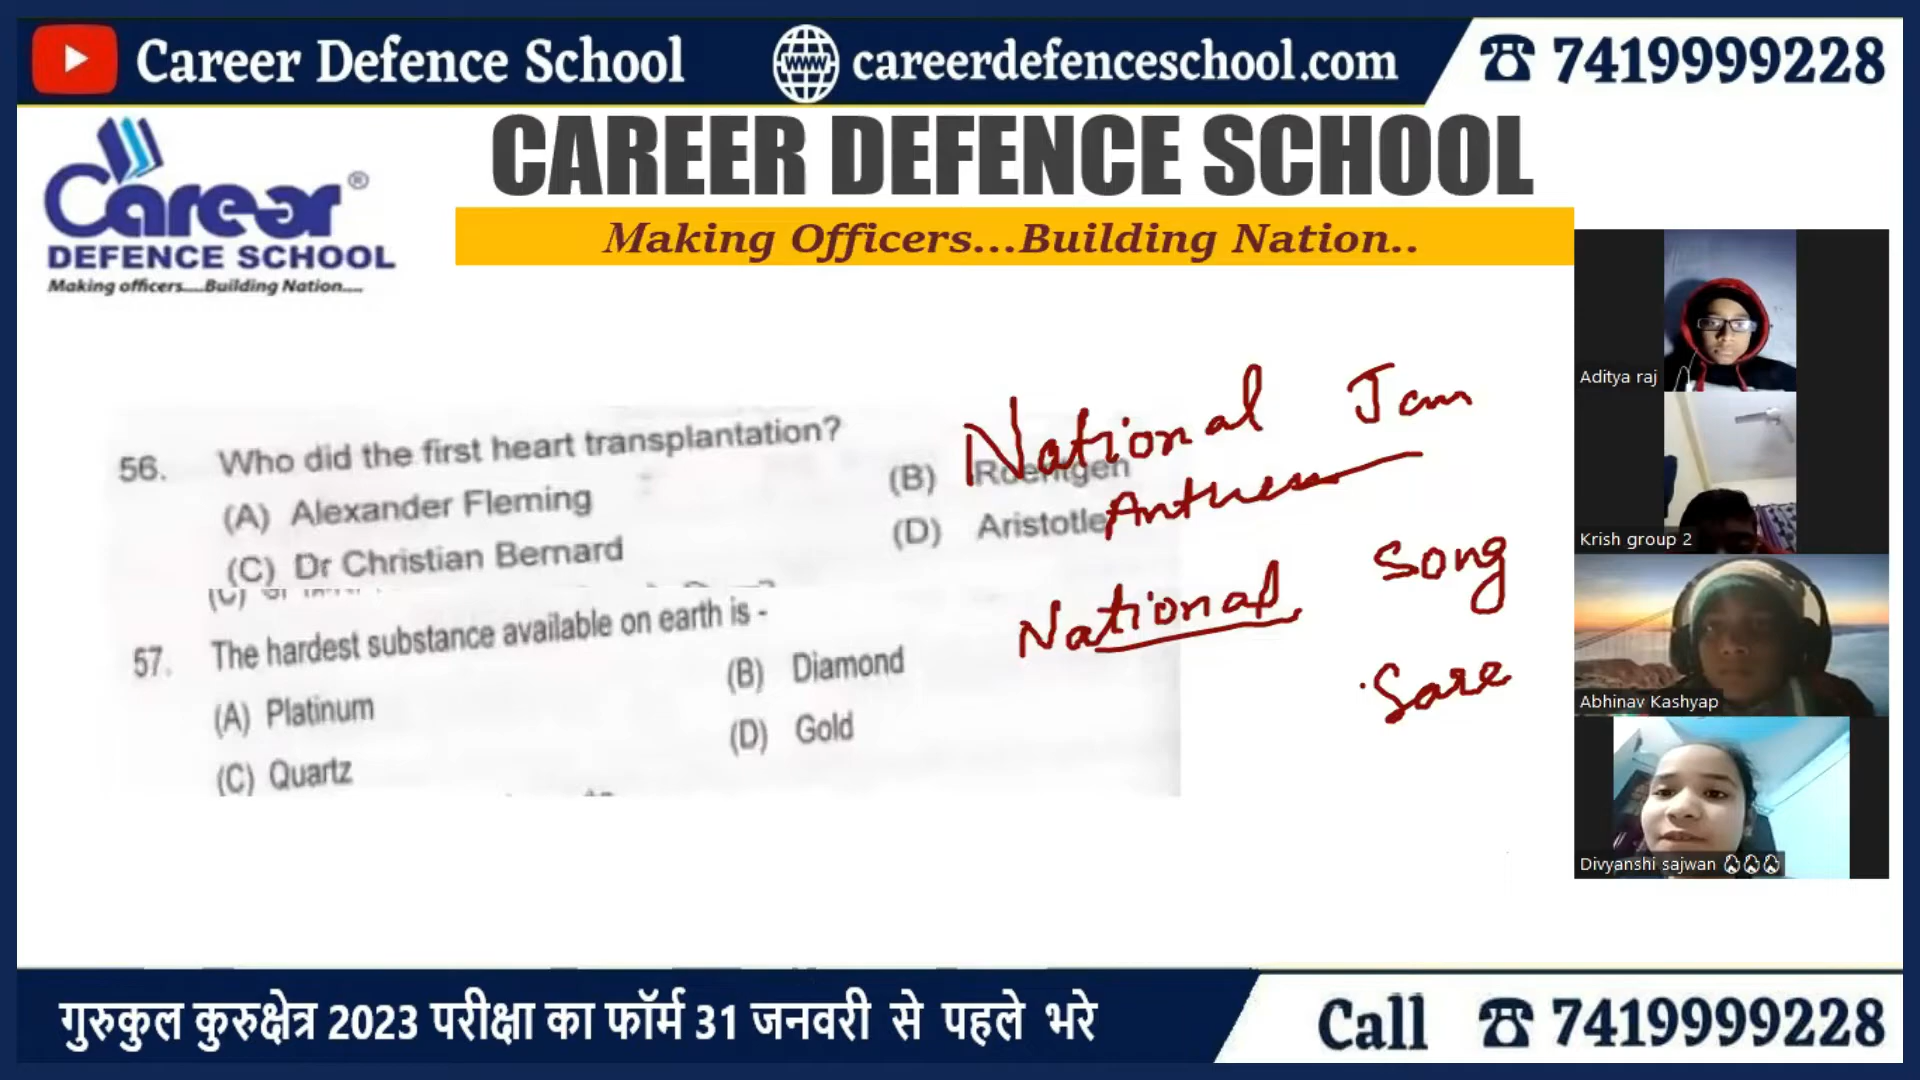 Career Defence School
careerdefenceschool.com
7419999228
Career ®
DEFENCE SCHOOL
Making officers....Building Nation....
CAREER DEFENCE SCHOOL
Making Officers...Building Nation..
56. Who did the first heart transplantation?
(A) Alexander Fleming
(B) Roentgen
(C) Dr Christian Bernard
(D) Aristotle
57. The hardest substance available on earth is -
(A) Platinum
(B) Diamond
(C) Quartz
(D) Gold
National
Anthem
National Song
Sare
Aditya raj
Krish group 2
Abhinav Kashyap
Divyanshi sajwan
गुरुकुल कुरुक्षेत्र 2023 परीक्षा का फॉर्म 31 जनवरी से पहले भरे
Call 7419999228